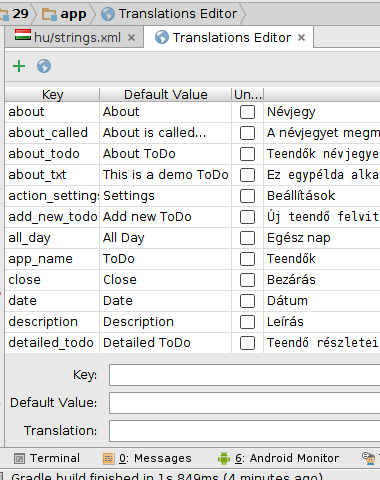 29 app Translations Editor
hu/strings.xml Translations Editor
Key Default Value Un...
about About Névjegy
about_called About is called... A névjegyet
about_todo About ToDo Teendők névjegye
about_txt This is a demo ToDo Ez egypélda
action_settings Settings Beállítások
add_new_todo Add new ToDo Új teendő
all_day All Day Egész nap
app_name ToDo Teendők
close Close Bezárás
date Date Dátum
description Description Leírás
detailed_todo Detailed ToDo Teendő részletei
Key:
Default Value:
Translation:
Terminal 0: Messages 6: Android Monitor
Gradle build finished in 1s 849ms (4 minutes ago)